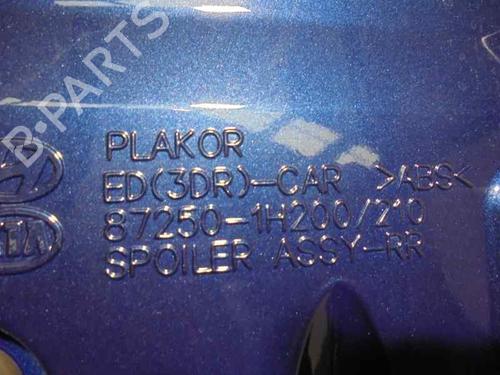 B-PARTS
PLAKOR
ED(3DR)-CAR >ABS<
87250-1H200/210
SPOILER ASSY-RR